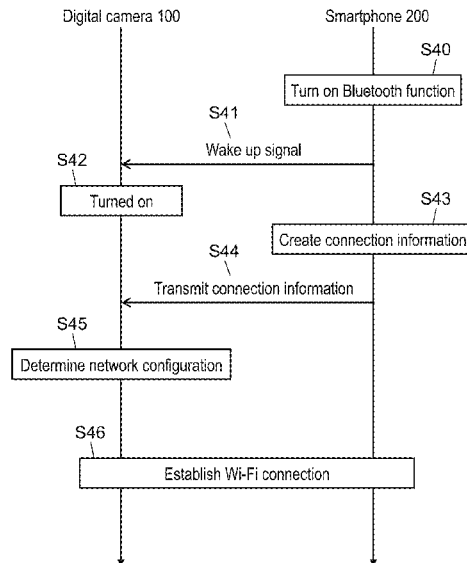 Digital camera 100
Smartphone 200
S40
Turn on Bluetooth function
S41
Wake up signal
S42
Turned on
S43
Create connection information
S44
Transmit connection information
S45
Determine network configuration
S46
Establish Wi-Fi connection